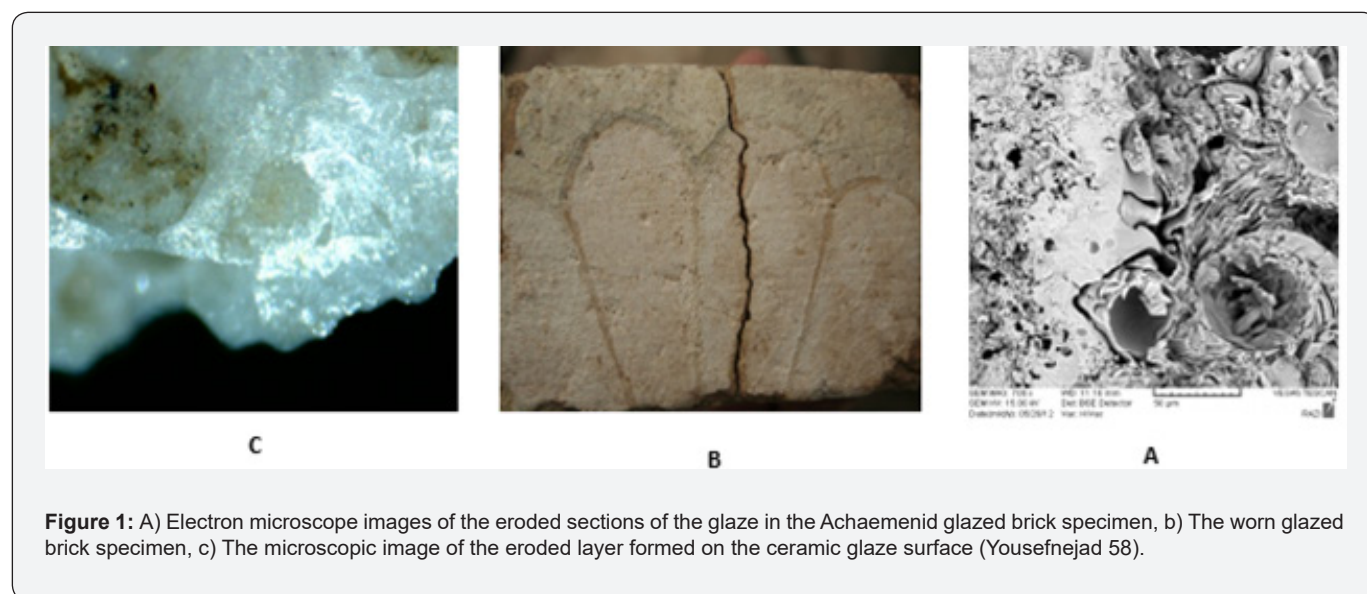 C
B
A
50 µm
Figure 1: A) Electron microscope images of the eroded sections of the glaze in the Achaemenid glazed brick specimen, b) The worn glazed
brick specimen, c) The microscopic image of the eroded layer formed on the ceramic glaze surface (Yousefnejad 58).